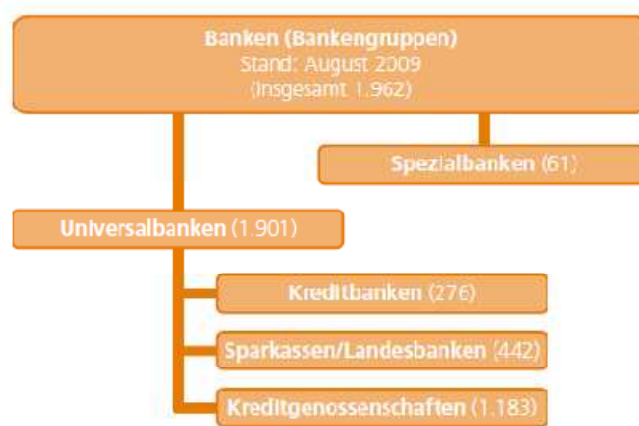 Banken (Bankengruppen)
Stand: August 2009
(Insgesamt 1.962)
Spezialbanken (61)
Universalbanken (1.901)
Kreditbanken (276)
Sparkassen/Landesbanken (442)
Kreditgenossenschaften (1.183)